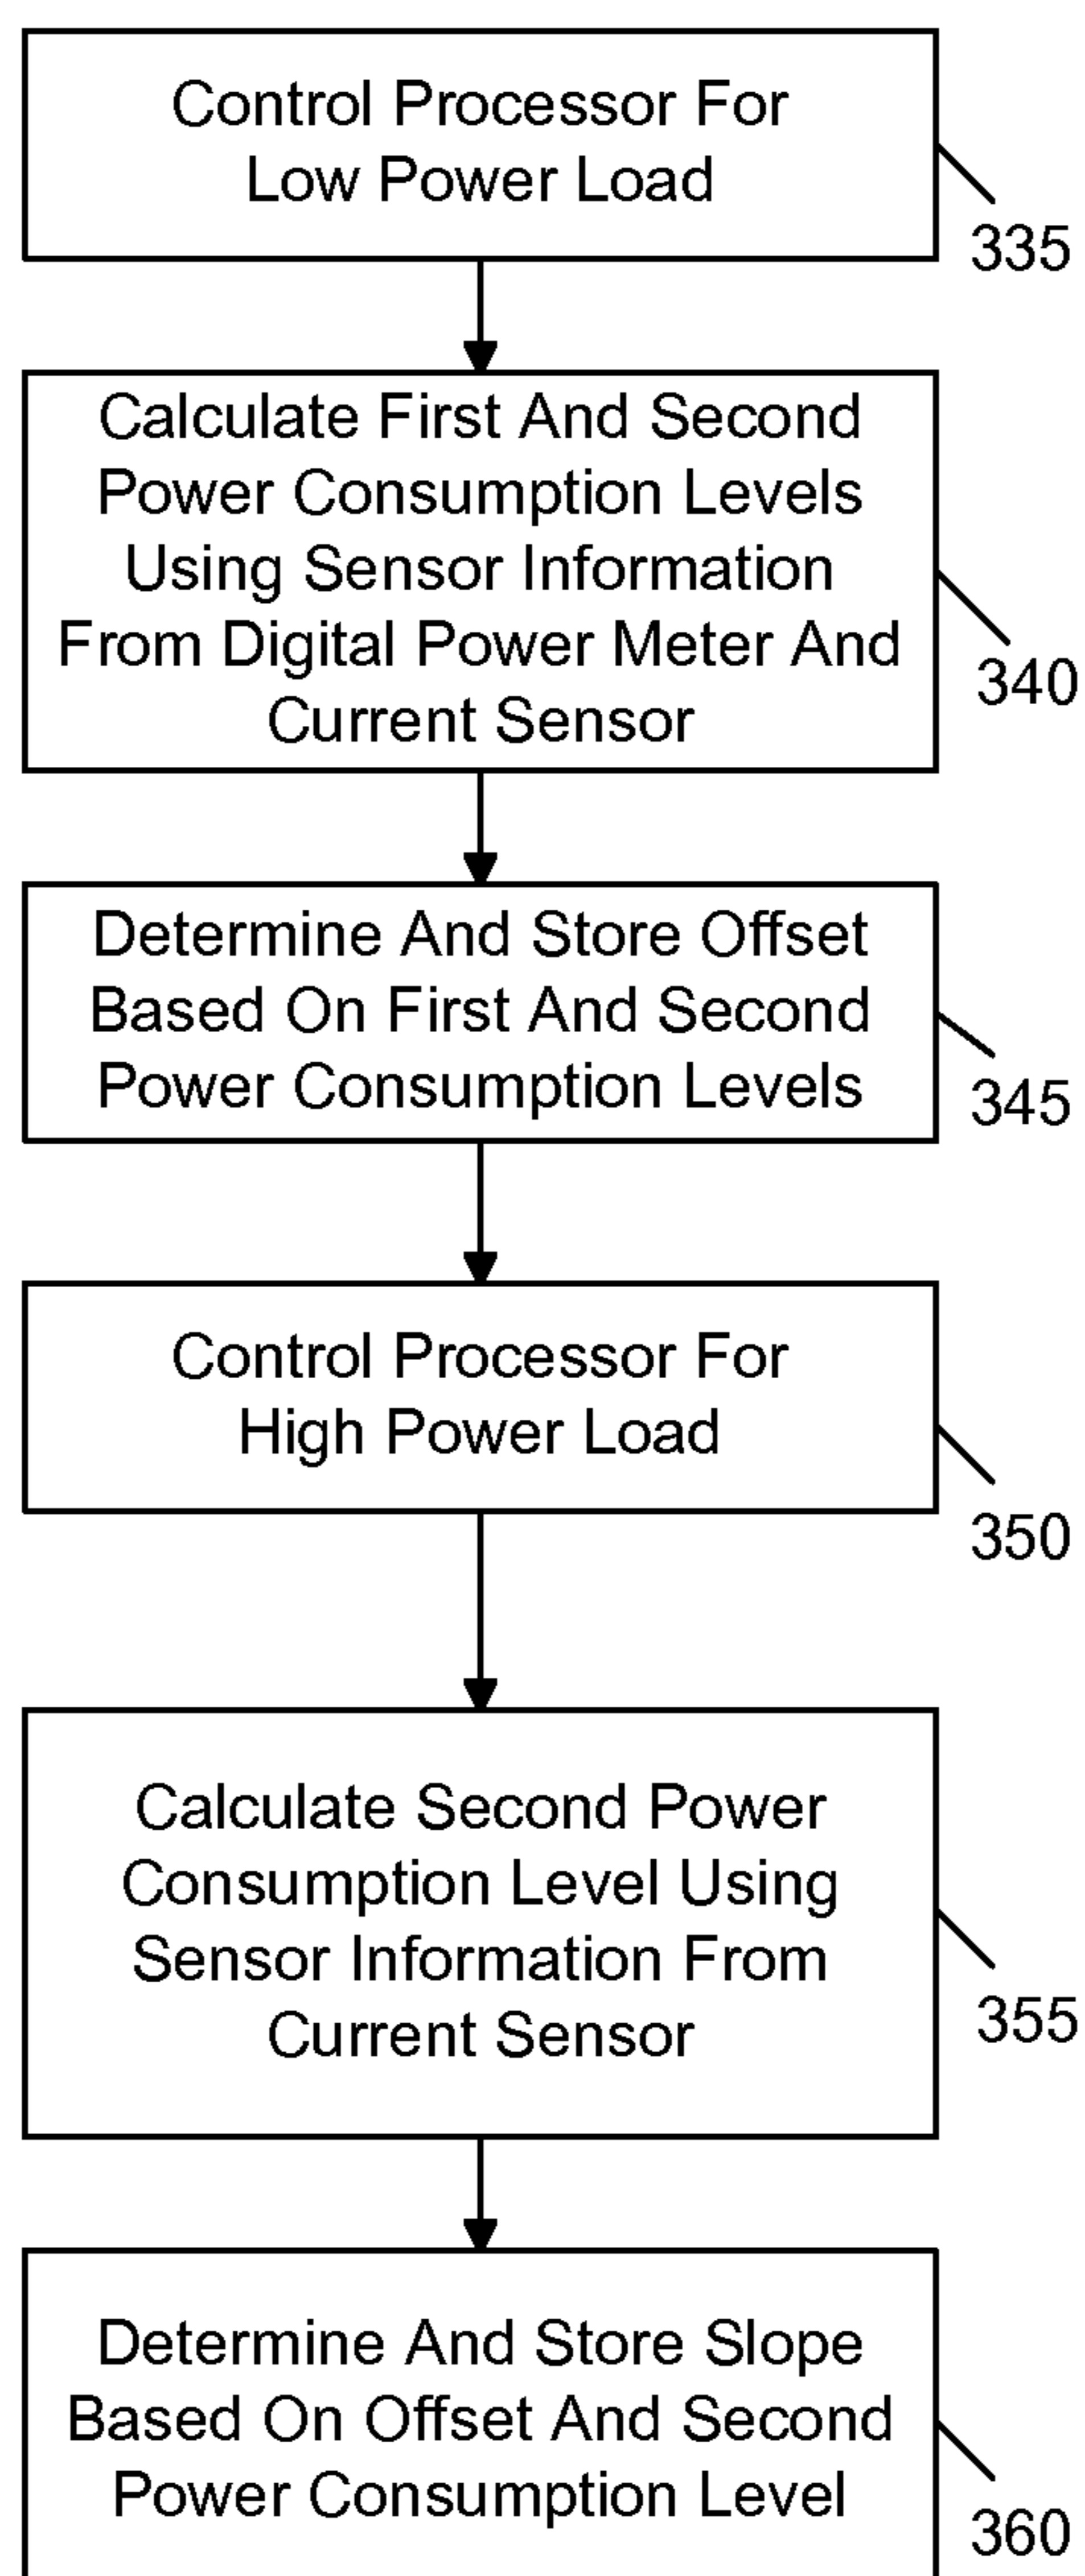 Control Processor For
Low Power Load
335
Calculate First And Second
Power Consumption Levels
Using Sensor Information
From Digital Power Meter And
Current Sensor
340
Determine And Store Offset
Based On First And Second
Power Consumption Levels
345
Control Processor For
High Power Load
350
Calculate Second Power
Consumption Level Using
Sensor Information From
Current Sensor
355
Determine And Store Slope
Based On Offset And Second
Power Consumption Level
360